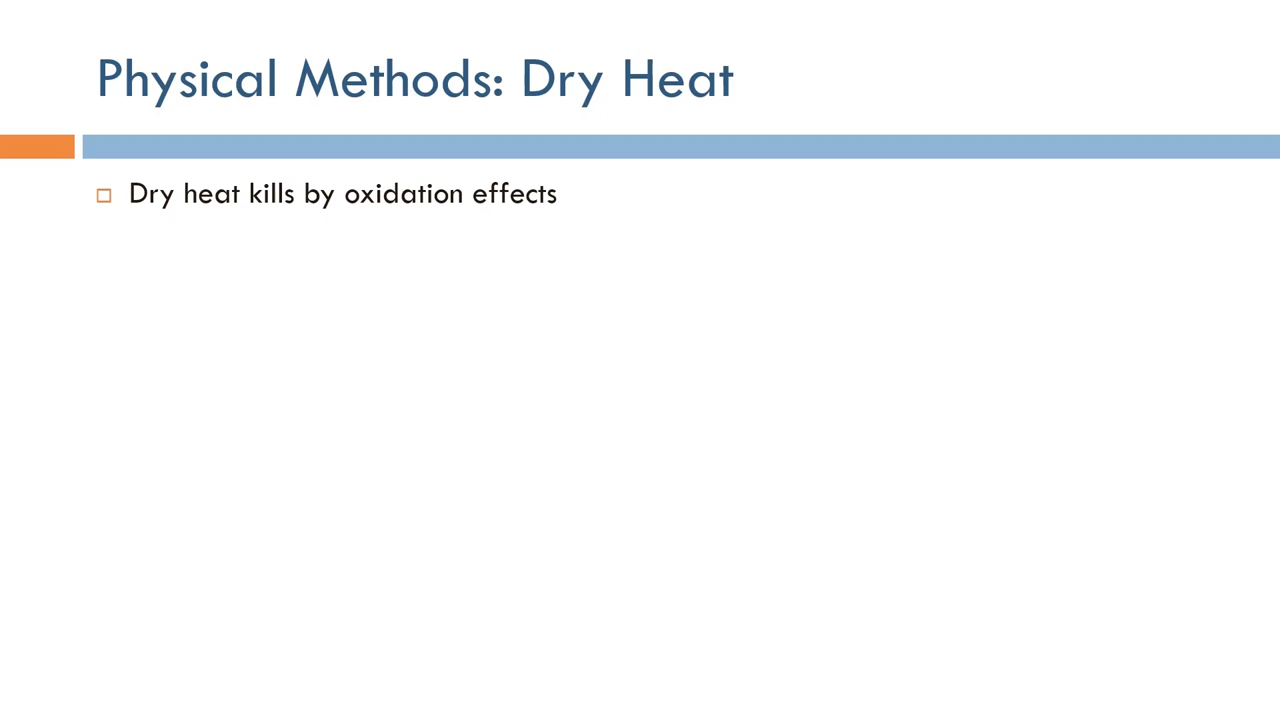 Physical Methods: Dry Heat
Dry heat kills by oxidation effects